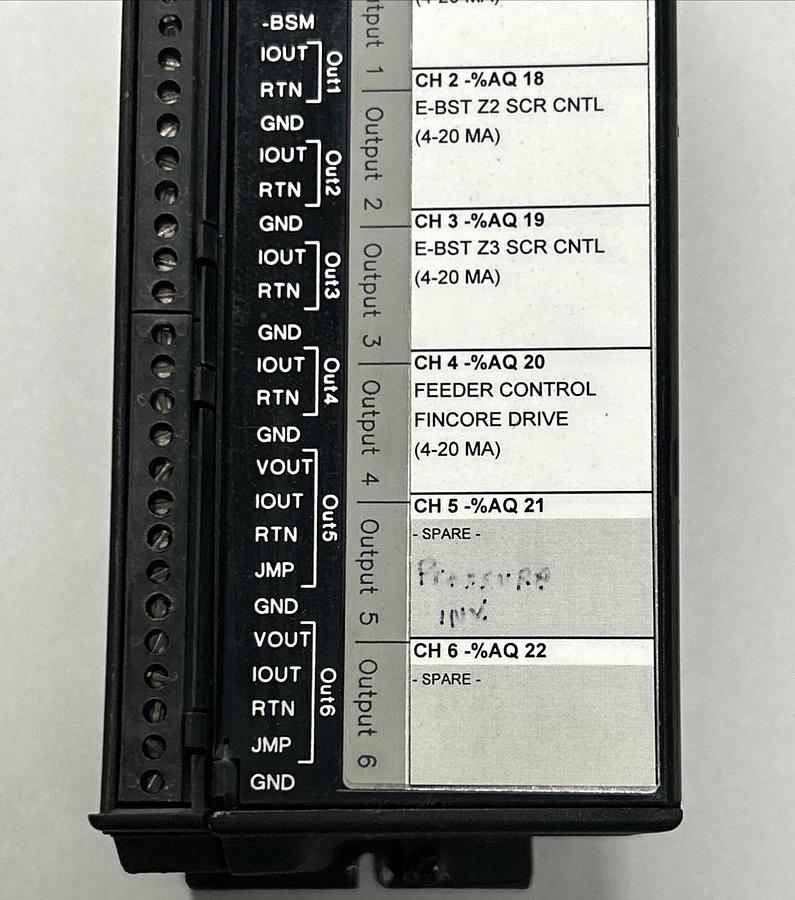 -BSM
IOUT
RTN
Out1
GND
IOUT
RTN
Out2
GND
IOUT
RTN
Out3
GND
IOUT
RTN
Out4
GND
VOUT
IOUT
RTN
JMP
Out5
GND
VOUT
IOUT
RTN
JMP
Out6
GND
1
Output 2
Output 3
Output 4
Output 5
Output 6
(4-20 MA)
CH 2 -%AQ 18
E-BST Z2 SCR CNTL
(4-20 MA)
CH 3 -%AQ 19
E-BST Z3 SCR CNTL
(4-20 MA)
CH 4 -%AQ 20
FEEDER CONTROL
FINCORE DRIVE
(4-20 MA)
CH 5 -%AQ 21
- SPARE -
CH 6 -%AQ 22
- SPARE -